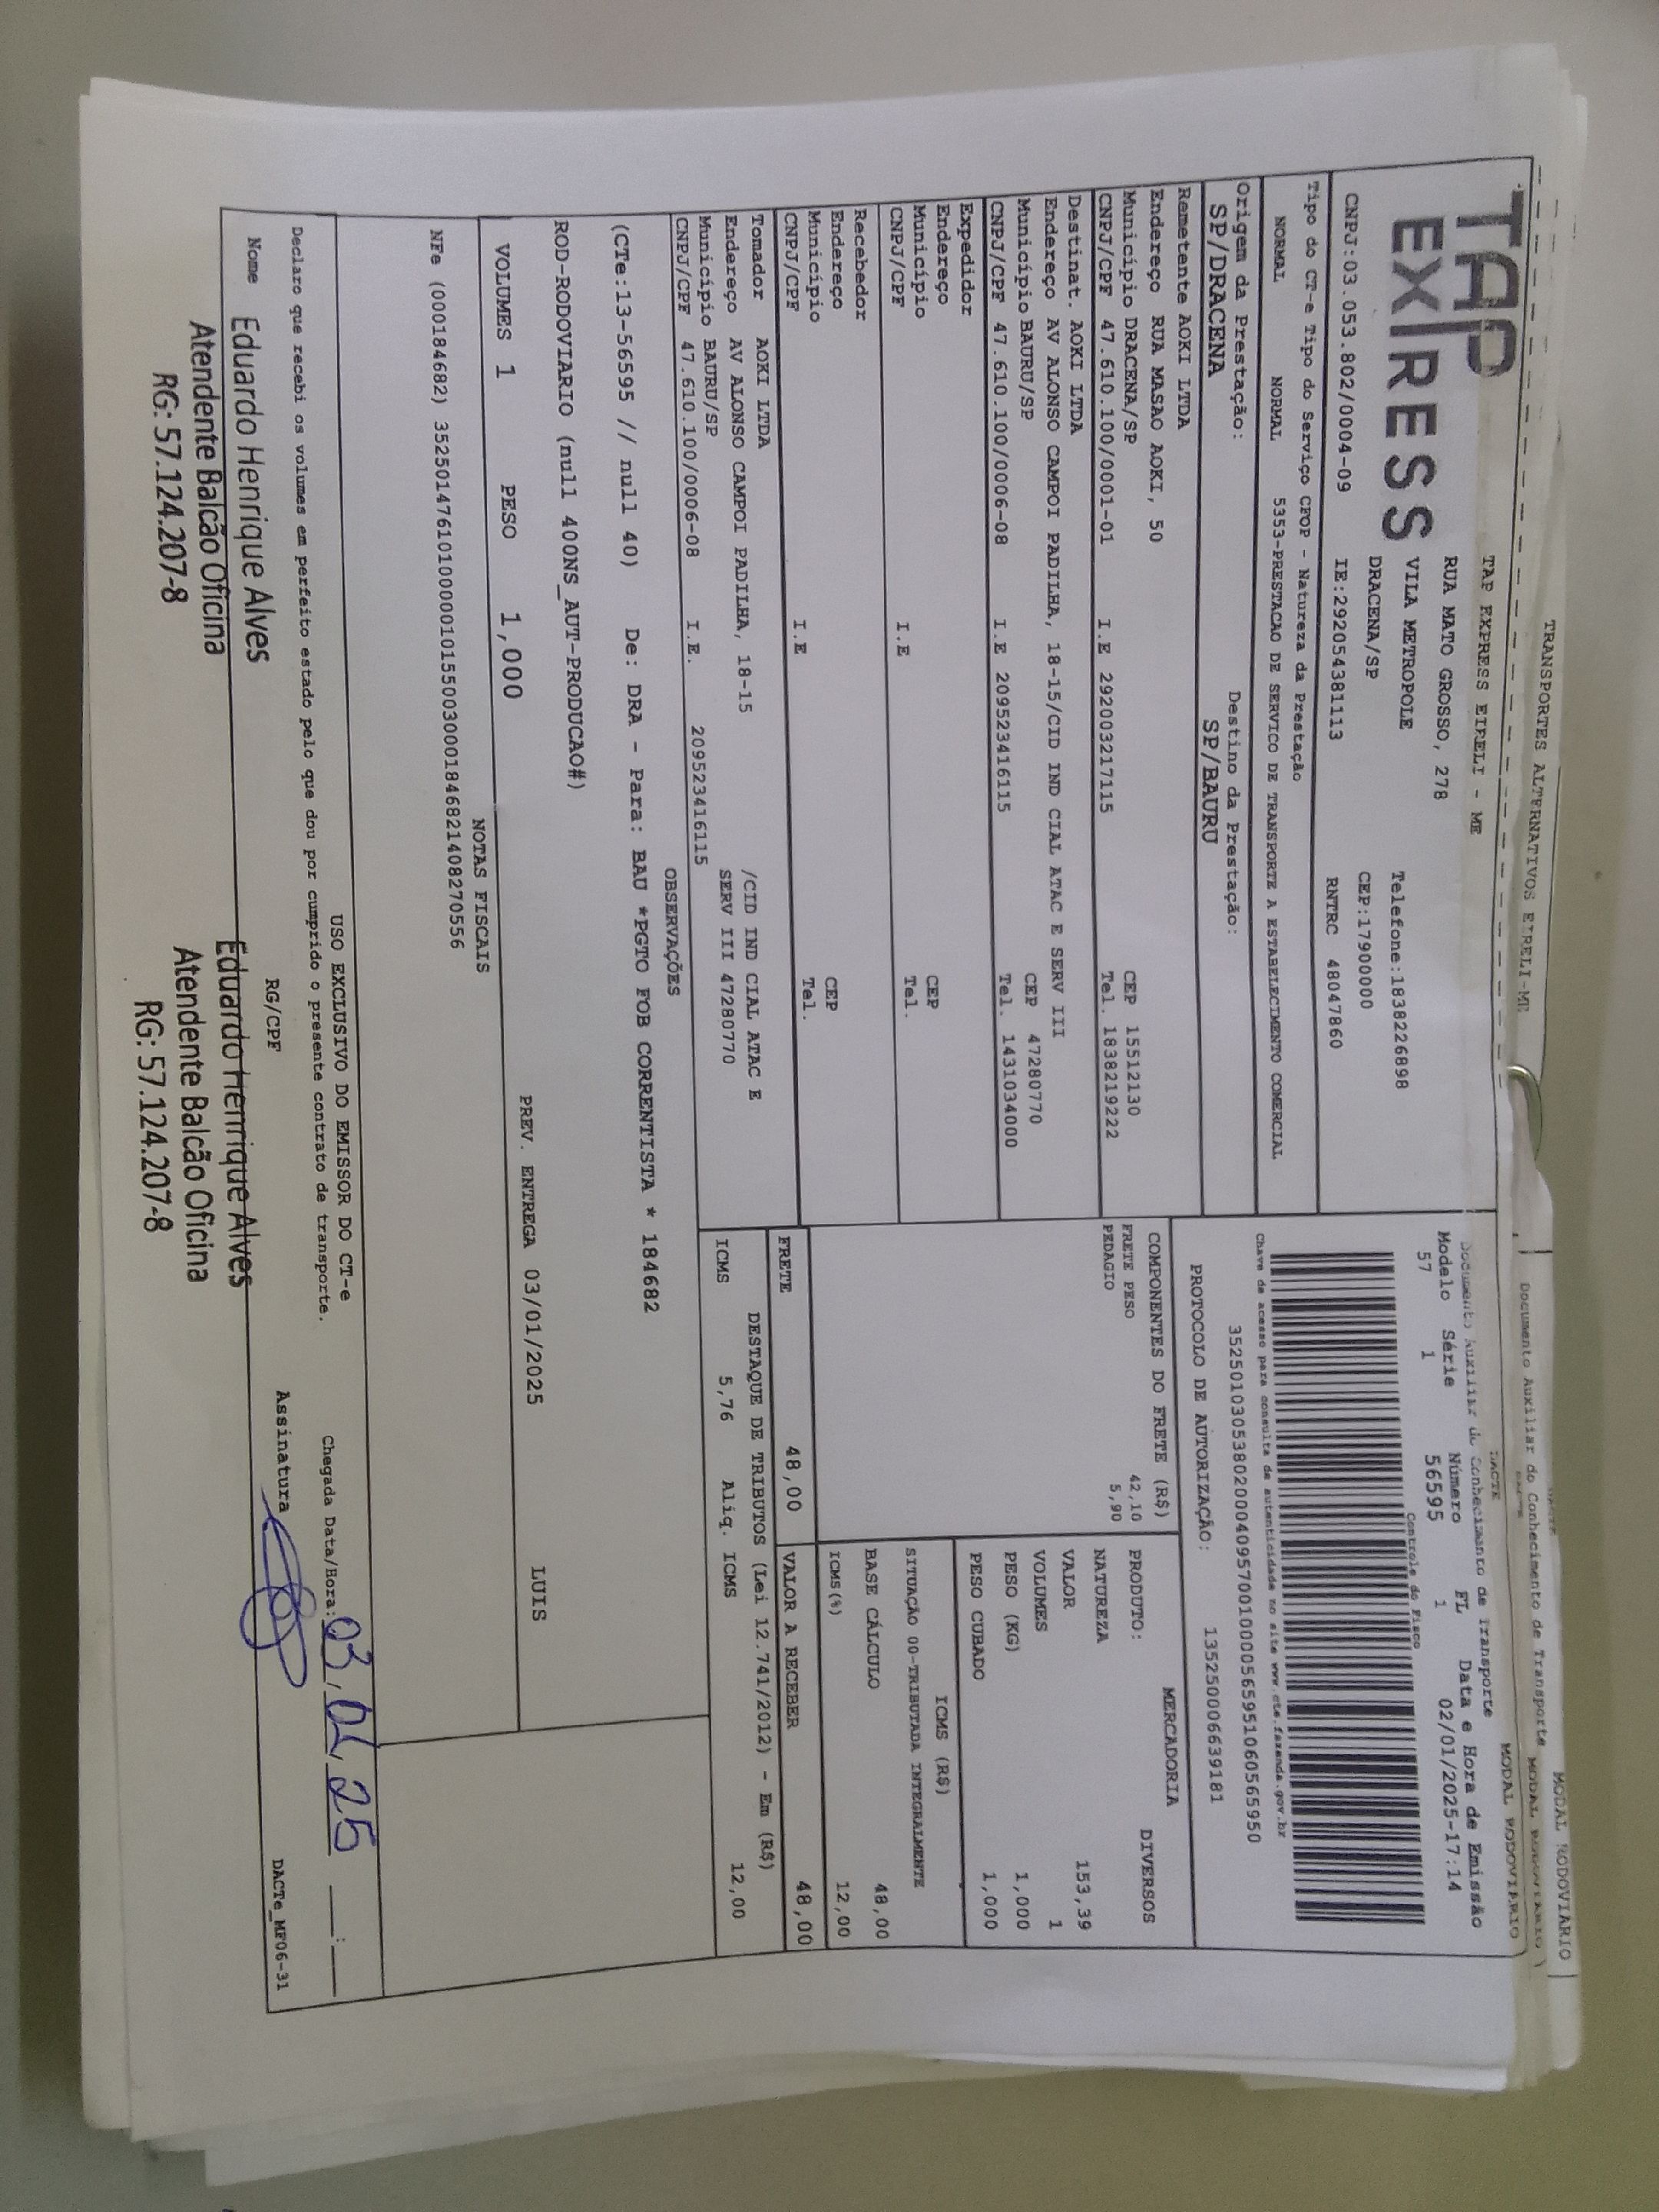 TRANSPORTES ALTERNATIVOS EIRELI-ME
Documento Auxiliar do Conhecimento de Transporte
MODAL RODOVIÁRIO
TAP EXPRESS
TAP EXPRESS EIRELI - ME
RUA MATO GROSSO, 278
VILA METROPOLE
DRACENA/SP
Telefone:1838226898
CEP:17900000
CNPJ:03.053.802/0004-09 IE:292054381113 RNTRC 48047860
DACTE
Documento Auxiliar do Conhecimento de Transporte
MODAL RODOVIÁRIO
Modelo Série Número FL Data e Hora de Emissão
57 1 56595 1 02/01/2025-17:14
Controle do Fisco
Tipo do CT-e Tipo do Serviço CFOP - Natureza da Prestação
NORMAL NORMAL 5353-PRESTACAO DE SERVICO DE TRANSPORTE A ESTABELECIMENTO COMERCIAL
Chave de acesso para consulta de autenticidade no site www.cte.fazenda.gov.br
35250103053802000409570010000565951060565950
Origem da Prestação: Destino da Prestação:
SP/DRACENA SP/BAURU
PROTOCOLO DE AUTORIZAÇÃO: 135250006639181
Remetente AOKI LTDA
Endereço RUA MASAO AOKI, 50
Município DRACENA/SP CEP 15512130
CNPJ/CPF 47.610.100/0001-01 I.E 292003217115 Tel. 1838219222
Destinat. AOKI LTDA
Endereço AV ALONSO CAMPOI PADILHA, 18-15/CID IND CIAL ATAC E SERV III
Município BAURU/SP CEP 47280770
CNPJ/CPF 47.610.100/0006-08 I.E 209523416115 Tel. 1431034000
Expedidor
Endereço
Município CEP
CNPJ/CPF I.E Tel.
Recebedor
Endereço
Município CEP
CNPJ/CPF I.E Tel.
Tomador AOKI LTDA
Endereço AV ALONSO CAMPOI PADILHA, 18-15 /CID IND CIAL ATAC E
Município BAURU/SP SERV III 47280770
CNPJ/CPF 47.610.100/0006-08 I.E. 209523416115
COMPONENTES DO FRETE (R$)
FRETE PESO 42,10
PEDAGIO 5,90
MERCADORIA
PRODUTO: DIVERSOS
NATUREZA
VALOR 153,39
VOLUMES 1
PESO (KG) 1,000
PESO CUBADO 1,000
ICMS (R$)
SITUAÇÃO 00-TRIBUTADA INTEGRALMENTE
BASE CÁLCULO 48,00
ICMS(%) 12,00
FRETE 48,00 VALOR A RECEBER 48,00
DESTAQUE DE TRIBUTOS (Lei 12.741/2012) - Em (R$)
ICMS 5,76 Aliq. ICMS 12,00
OBSERVAÇÕES
(CTe:13-56595 // null 40) De: DRA - Para: BAU *PGTO FOB CORRENTISTA * 184682
ROD-RODOVIARIO (null 400NS_AUT-PRODUCAO#)
VOLUMES 1 PESO 1,000 PREV. ENTREGA 03/01/2025 LUIS
NOTAS FISCAIS
NFe (000184682) 35250147610100000101550030001846821408270556
USO EXCLUSIVO DO EMISSOR DO CT-e
Declaro que recebi os volumes em perfeito estado pelo que dou por cumprido o presente contrato de transporte.
Chegada Data/Hora: 03/01/25 __:__
Nome RG/CPF Assinatura
DACTe_MF06-31
Eduardo Henrique Alves
Atendente Balcão Oficina
RG: 57.124.207-8
Eduardo Henrique Alves
Atendente Balcão Oficina
RG: 57.124.207-8